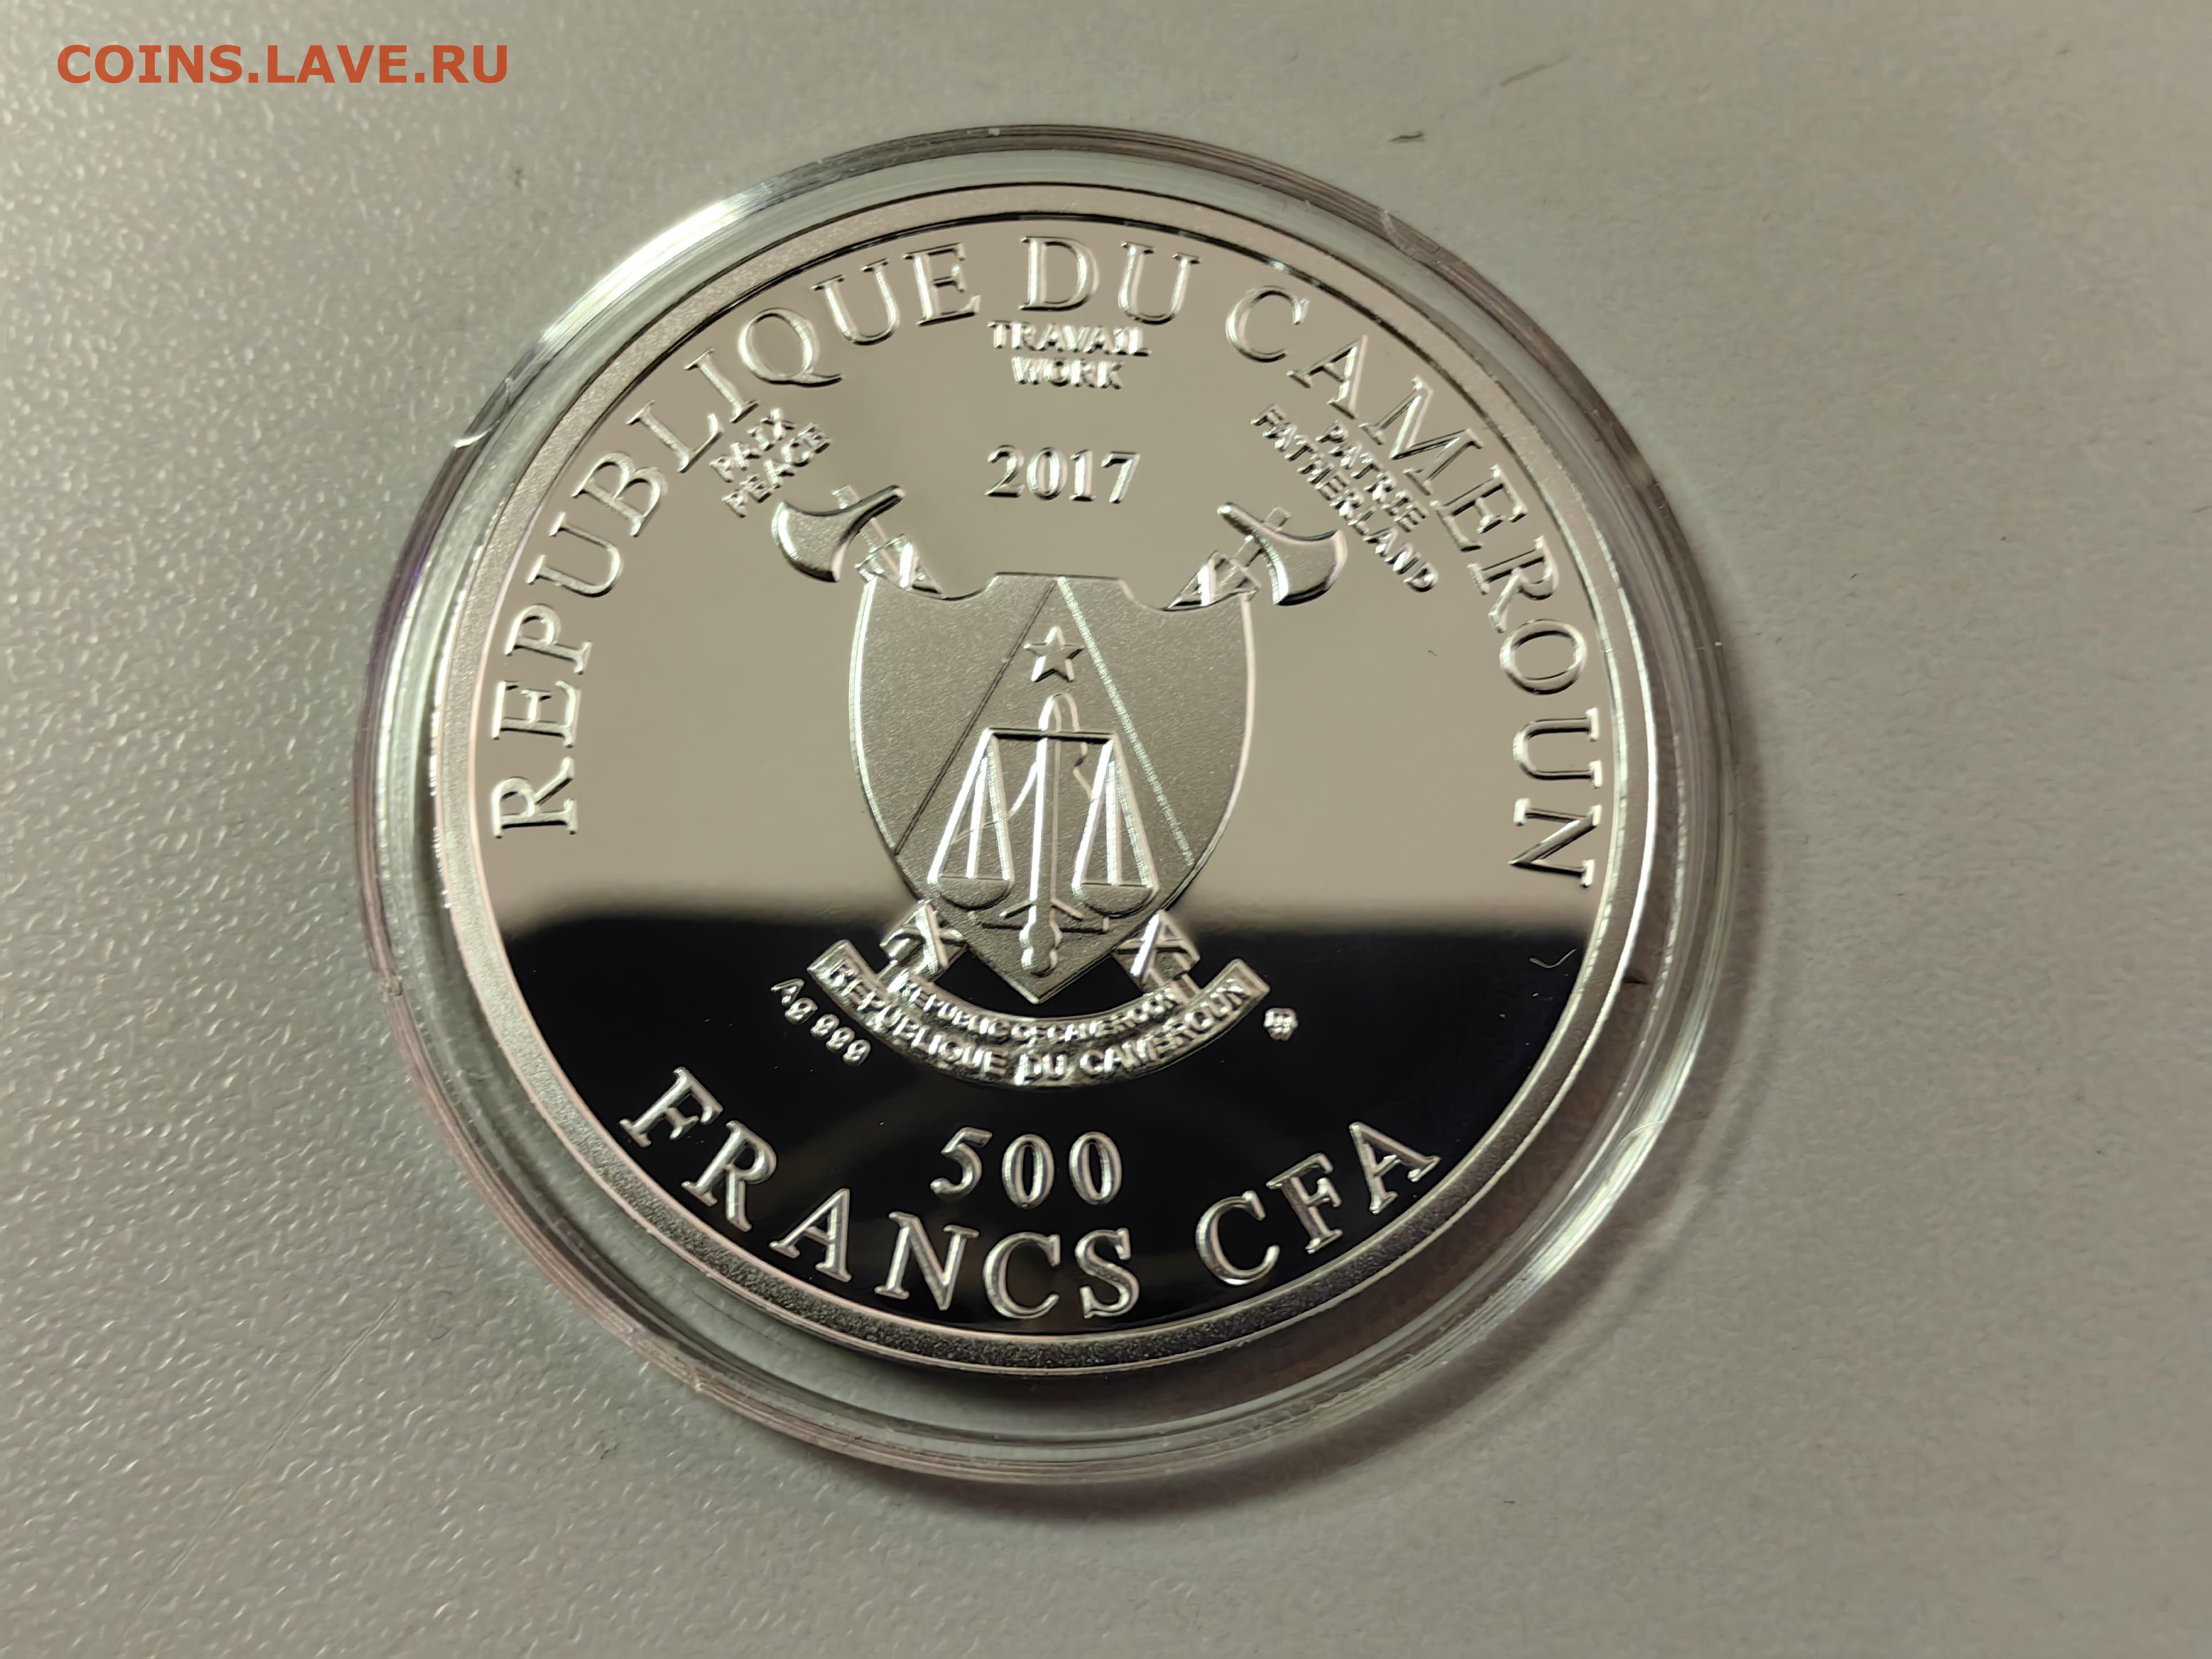 COINS.LAVE.RU
REPUBLIQUE DU CAMEROUN
TRAVAIL
WORK
PAIX
PEACE
PATRIE
FATHERLAND
2017
REPUBLIC OF CAMEROON
REPUBLIQUE DU CAMEROUN
Ag 999
500
FRANCS CFA